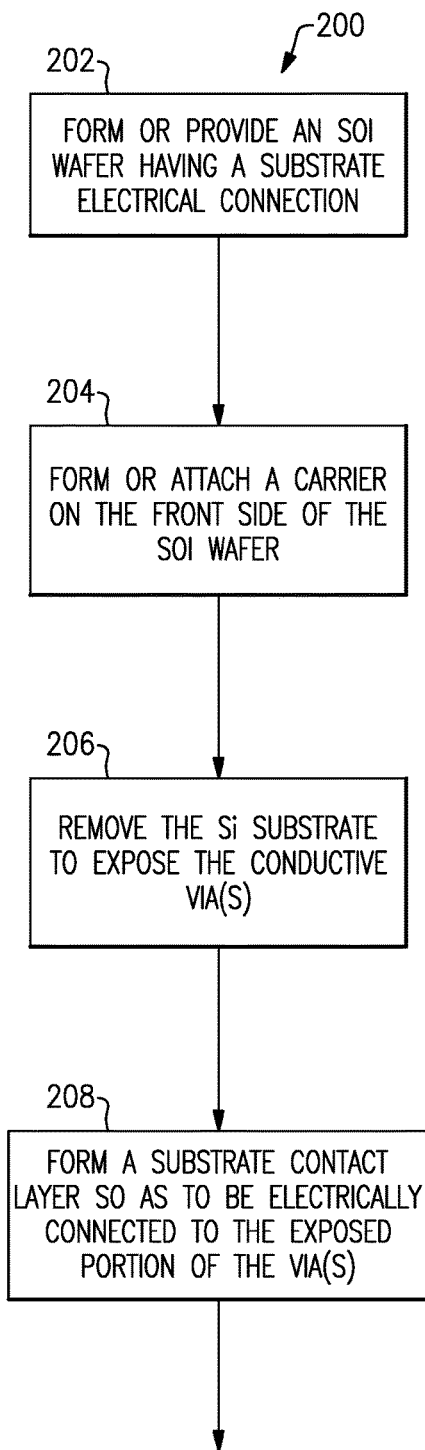 200
202
FORM OR PROVIDE AN SOI
WAFER HAVING A SUBSTRATE
ELECTRICAL CONNECTION
204
FORM OR ATTACH A CARRIER
ON THE FRONT SIDE OF THE
SOI WAFER
206
REMOVE THE Si SUBSTRATE
TO EXPOSE THE CONDUCTIVE
VIA(S)
208
FORM A SUBSTRATE CONTACT
LAYER SO AS TO BE ELECTRICALLY
CONNECTED TO THE EXPOSED
PORTION OF THE VIA(S)